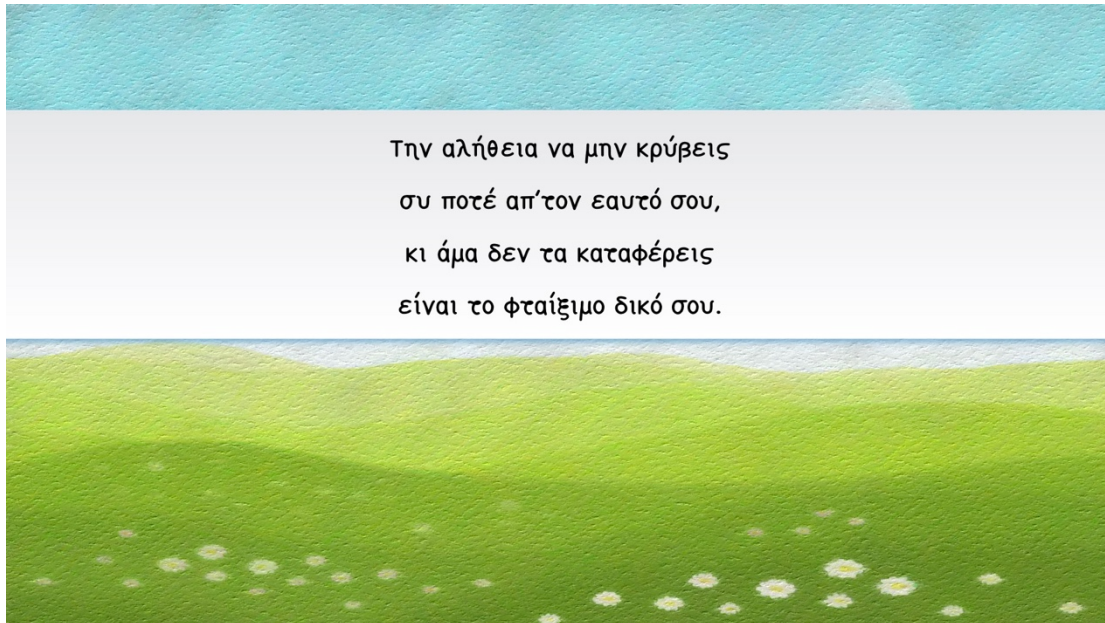 Την αλήθεια να μην κρύβεις
συ ποτέ απ'τον εαυτό σου,
κι άμα δεν τα καταφέρεις
είναι το φταίξιμο δικό σου.